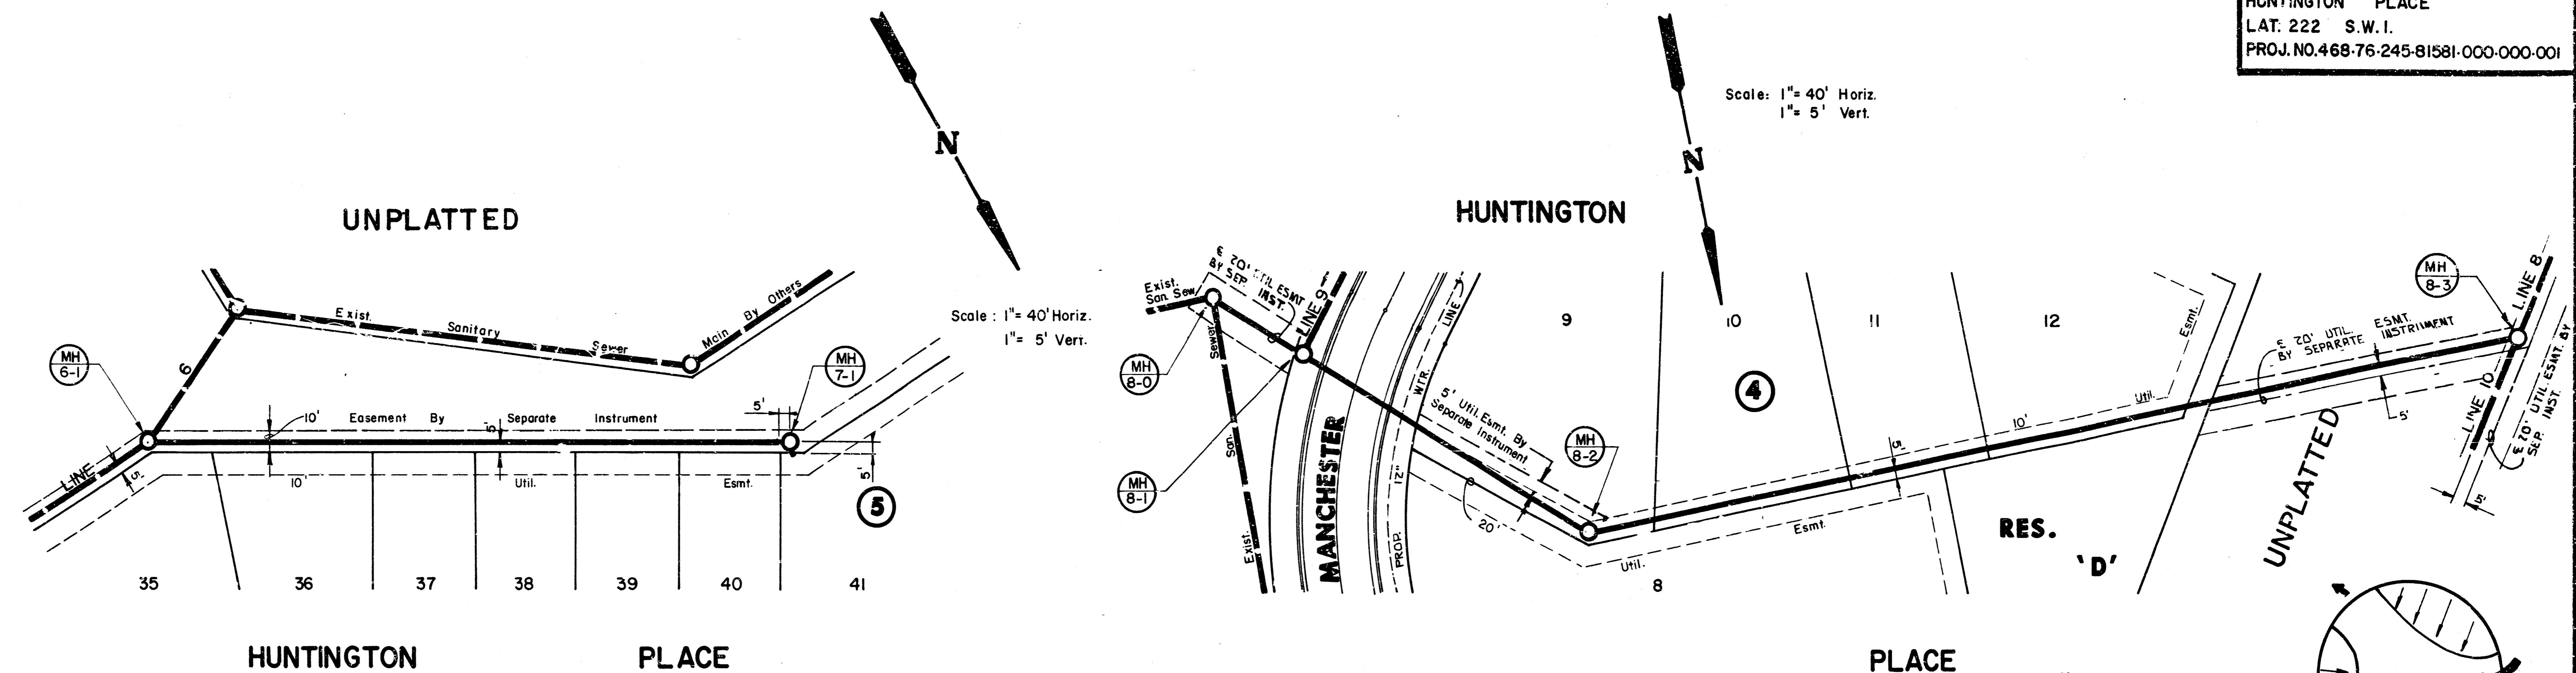 HUNTINGTON PLACE
LAT. 222 S.W.I.
PROJ. NO. 468-76-245-81581-000-000-001
N
UNPLATTED
Scale : 1"= 40' Horiz.
1"= 5' Vert.
Exist. Sanitary Sewer Main By Others
MH
6-1
6
LINE
5'
10' Easement By Separate Instrument
5'
5'
MH
7-1
5'
10' Util. Esmt.
5
35
36
37
38
39
40
41
HUNTINGTON PLACE
N
Scale: 1"= 40' Horiz.
1"= 5' Vert.
HUNTINGTON
Exist.
San. Sew.
℄ 20' UTIL ESMT
BY SEP. INST.
LINE 9
MH
8-0
MH
8-1
Exist. San. Sewer
MANCHESTER
PROP. 12" WTR. LINE
5' Util. Esmt. By
Separate Instrument
MH
8-2
20'
Util. Esmt.
8
9
10
11
12
4
5'
10' Util. Esmt.
RES.
'D'
℄ 20' UTIL. ESMT.
BY SEPARATE INSTRUMENT
5'
MH
8-3
LINE 8
LINE 10
℄ 20' UTIL. ESMT. BY
SEP. INST.
5'
UNPLATTED
PLACE